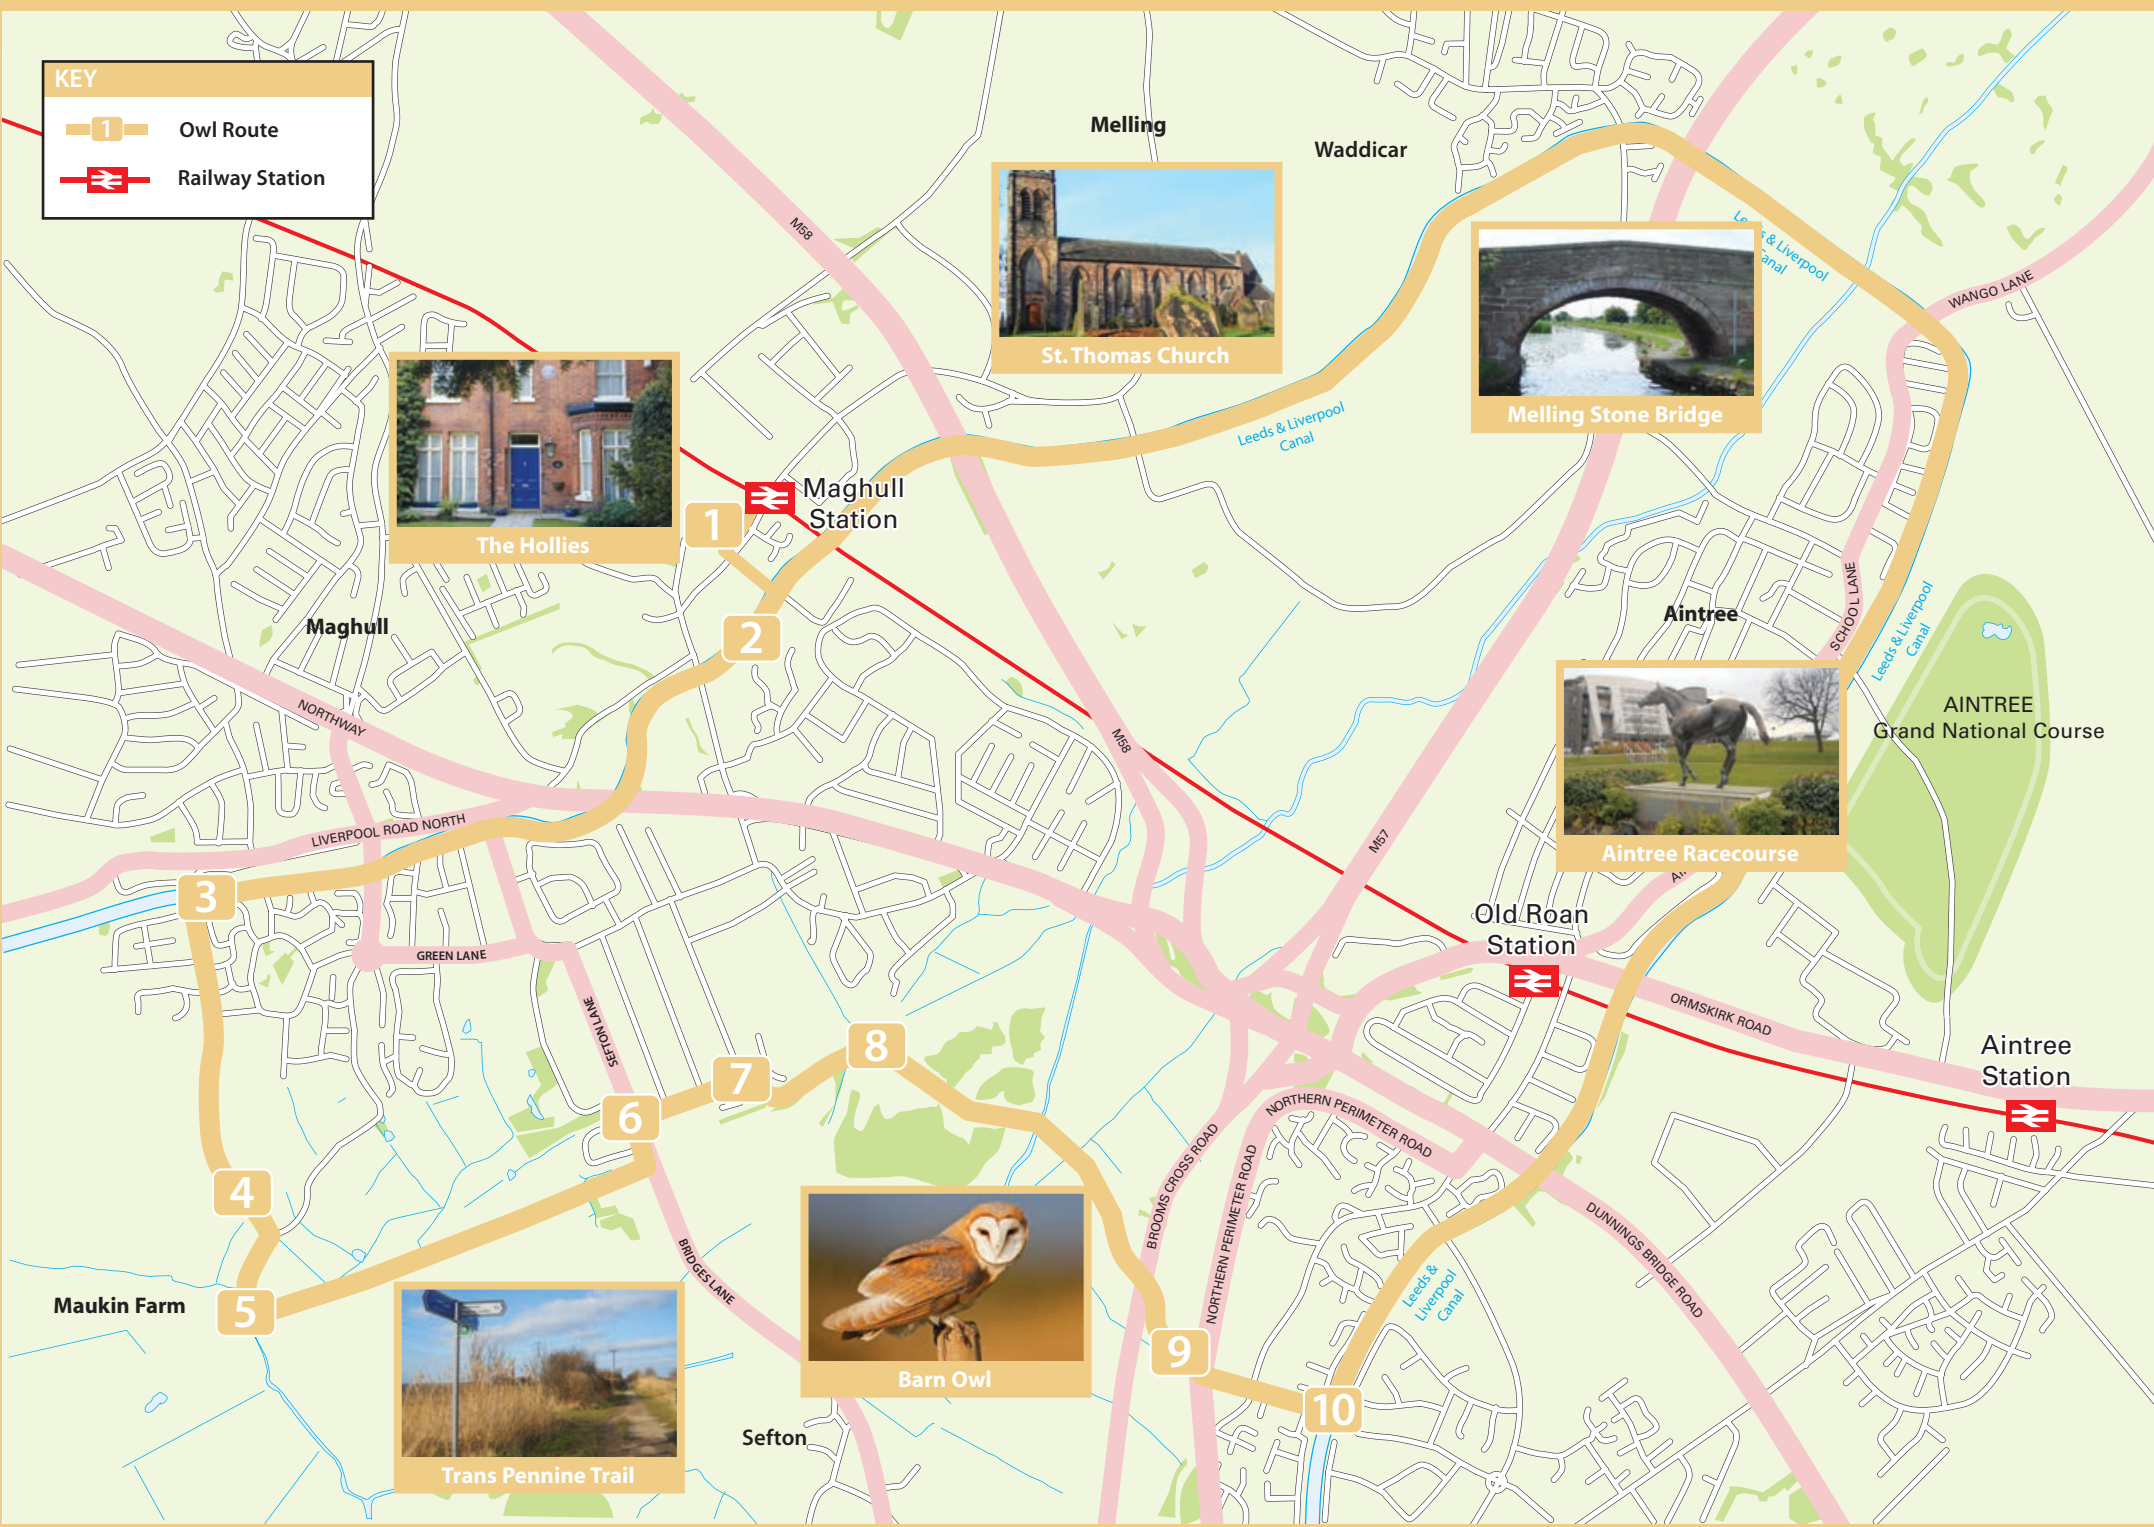 KEY
1
Owl Route
Railway Station
Melling
Waddicar
M58
St. Thomas Church
Leeds & Liverpool
Canal
WANGO LANE
Melling Stone Bridge
Leeds & Liverpool
Canal
The Hollies
Maghull
Station
1
2
Maghull
NORTHWAY
Aintree
SCHOOL LANE
Leeds & Liverpool
Canal
AINTREE
Grand National Course
M58
M57
Aintree Racecourse
LIVERPOOL ROAD NORTH
3
GREEN LANE
SEFTON LANE
Old Roan
Station
ORMSKIRK ROAD
Aintree
Station
8
7
6
NORTHERN PERIMETER ROAD
BROOMS CROSS ROAD
NORTHERN PERIMETER ROAD
4
5
Maukin Farm
BRIDGES LANE
DUNNINGS BRIDGE ROAD
Leeds &
Liverpool
Canal
Barn Owl
9
10
Trans Pennine Trail
Sefton